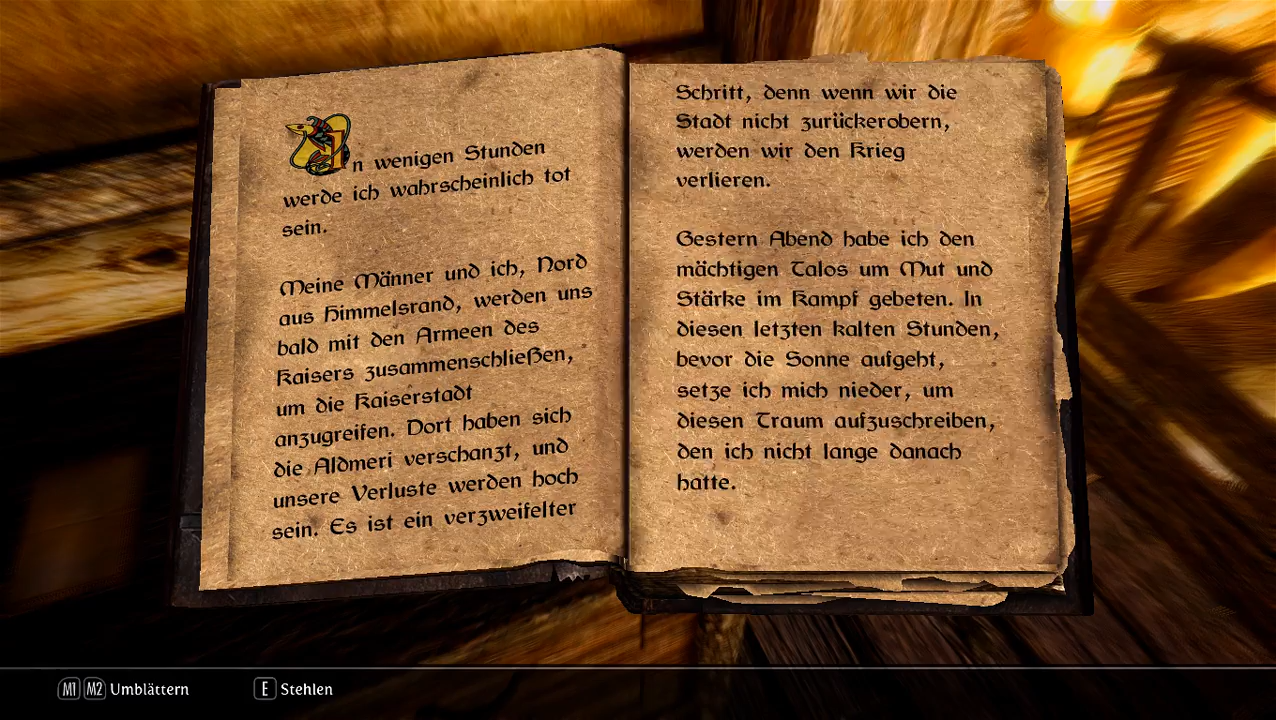 In wenigen Stunden
werde ich wahrscheinlich tot
sein.
Meine Männer und ich, Nord
aus Himmelsrand, werden uns
bald mit den Armeen des
Kaisers zusammenschließen,
um die Kaiserstadt
anzugreifen. Dort haben sich
die Aldmeri verschanzt, und
unsere Verluste werden hoch
sein. Es ist ein verzweifelter
Schritt, denn wenn wir die
Stadt nicht zurückerobern,
werden wir den Krieg
verlieren.
Gestern Abend habe ich den
mächtigen Talos um Mut und
Stärke im Kampf gebeten. In
diesen letzten kalten Stunden,
bevor die Sonne aufgeht,
setze ich mich nieder, um
diesen Traum aufzuschreiben,
den ich nicht lange danach
hatte.
M1 M2 Umblättern
E Stehlen